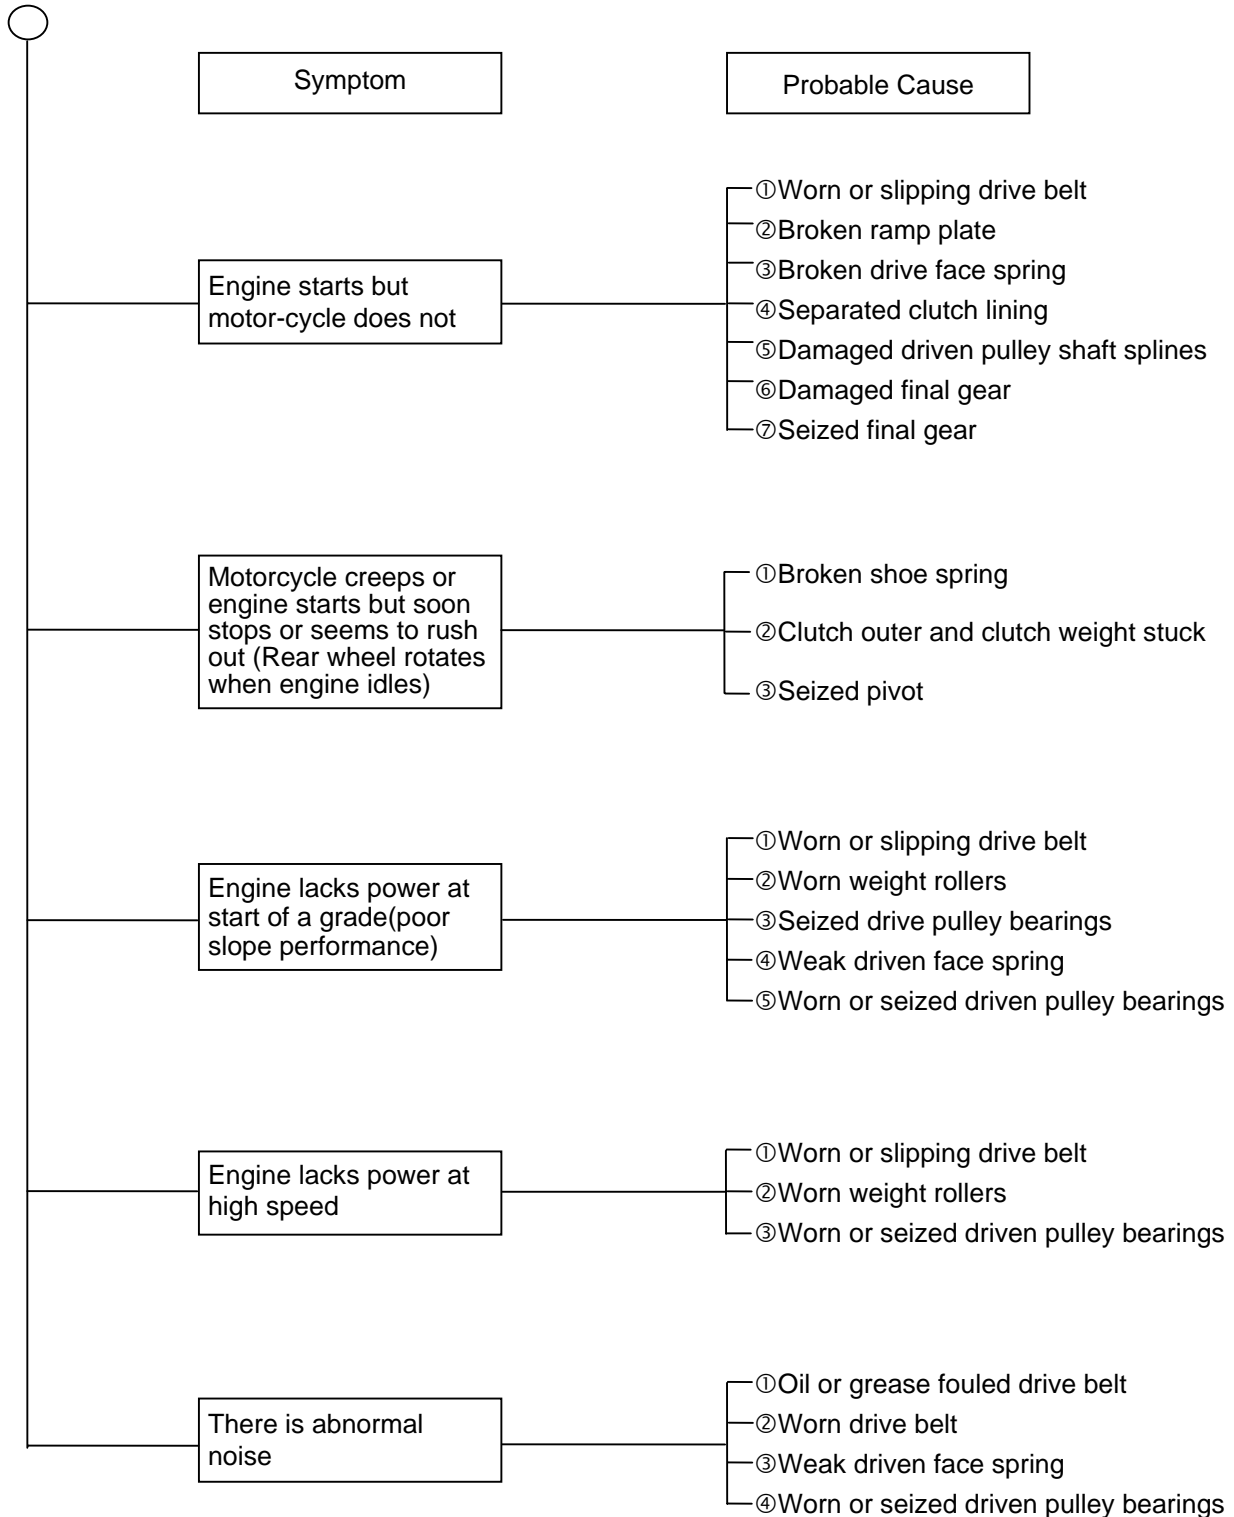 Symptom
Probable Cause
Engine starts but
motor-cycle does not
①Worn or slipping drive belt
②Broken ramp plate
③Broken drive face spring
④Separated clutch lining
⑤Damaged driven pulley shaft splines
⑥Damaged final gear
⑦Seized final gear
Motorcycle creeps or
engine starts but soon
stops or seems to rush
out (Rear wheel rotates
when engine idles)
①Broken shoe spring
②Clutch outer and clutch weight stuck
③Seized pivot
Engine lacks power at
start of a grade(poor
slope performance)
①Worn or slipping drive belt
②Worn weight rollers
③Seized drive pulley bearings
④Weak driven face spring
⑤Worn or seized driven pulley bearings
Engine lacks power at
high speed
①Worn or slipping drive belt
②Worn weight rollers
③Worn or seized driven pulley bearings
There is abnormal
noise
①Oil or grease fouled drive belt
②Worn drive belt
③Weak driven face spring
④Worn or seized driven pulley bearings